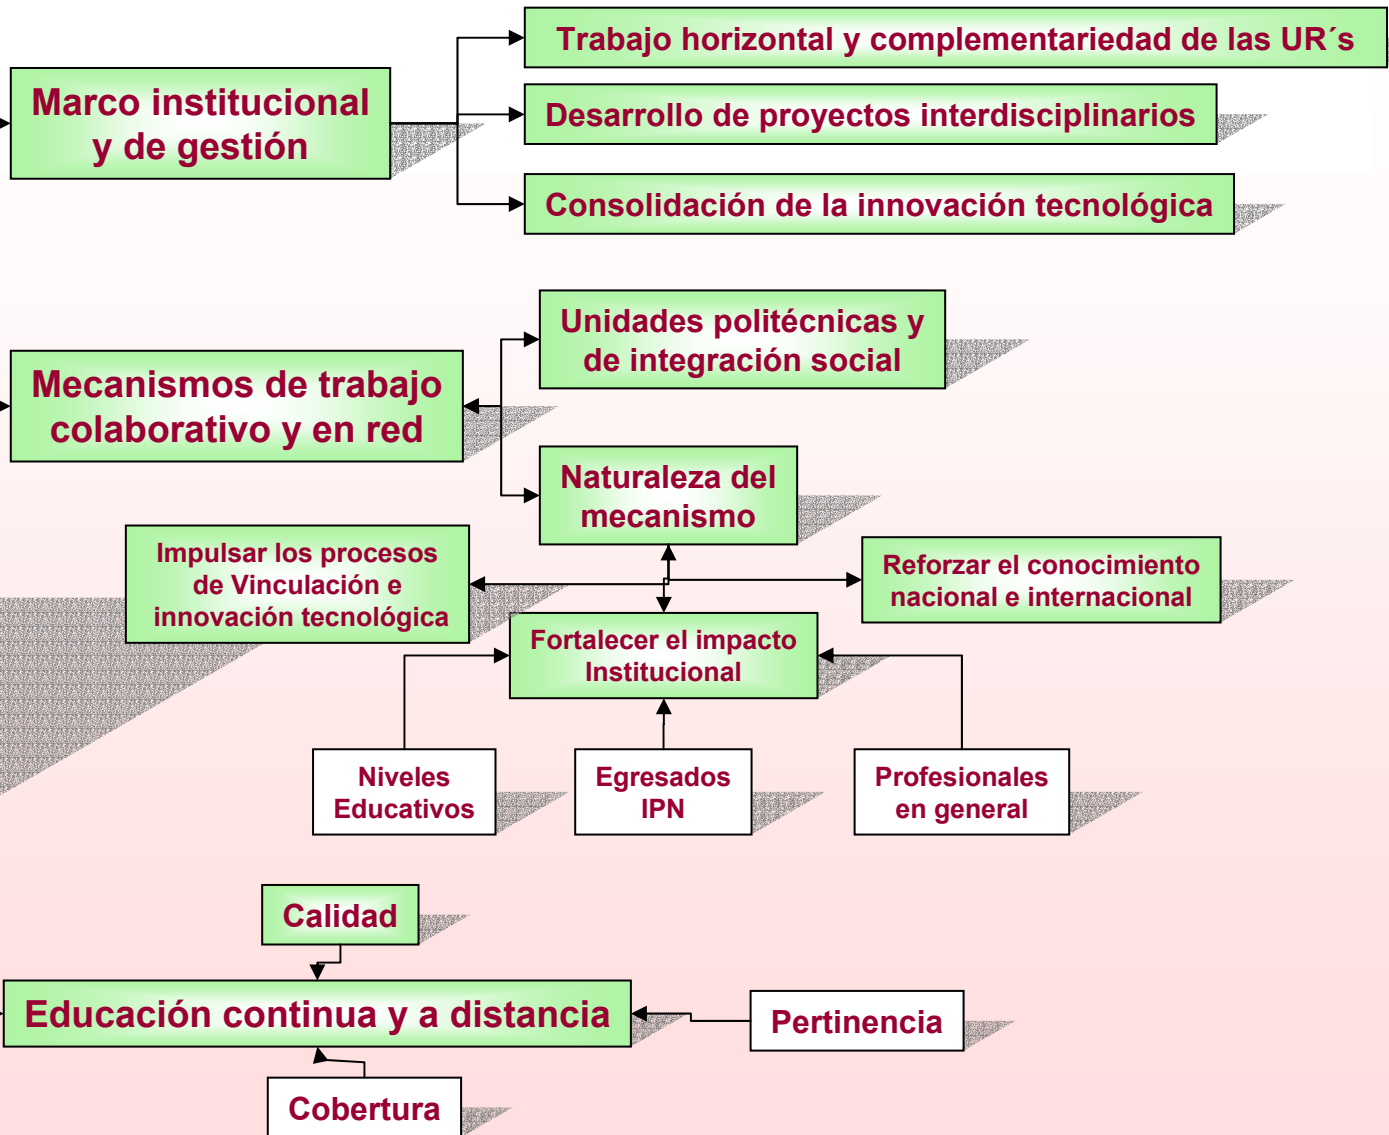 Trabajo horizontal y complementariedad de las UR´s
Marco institucional
y de gestión
Desarrollo de proyectos interdisciplinarios
Consolidación de la innovación tecnológica
Unidades politécnicas y
de integración social
Mecanismos de trabajo
colaborativo y en red
Naturaleza del
mecanismo
Impulsar los procesos
de Vinculación e
innovación tecnológica
Reforzar el conocimiento
nacional e internacional
Fortalecer el impacto
Institucional
Niveles
Educativos
Egresados
IPN
Profesionales
en general
Calidad
Educación continua y a distancia
Pertinencia
Cobertura